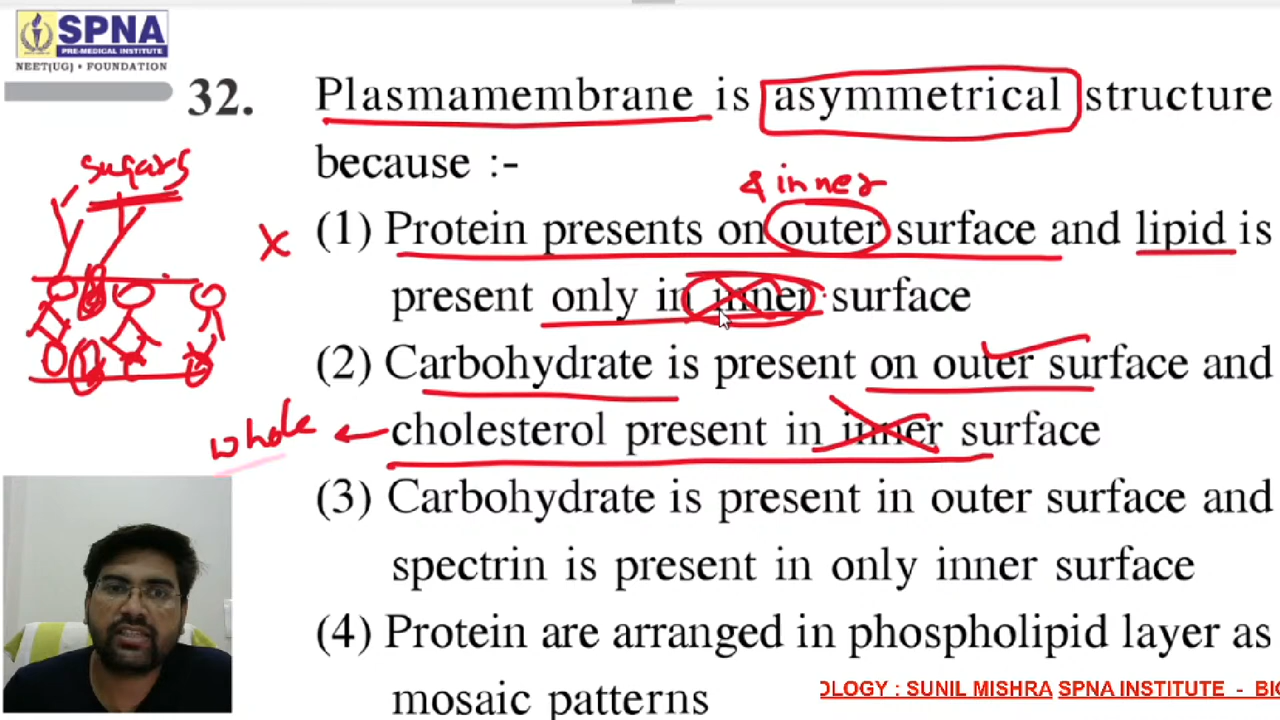 SPNA
PRE-MEDICAL INSTITUTE
NEET(UG) • FOUNDATION
32. Plasmamembrane is asymmetrical structure
because :-
sugars
& inner
x (1) Protein presents on outer surface and lipid is
present only in inner surface
(2) Carbohydrate is present on outer surface and
whole ← cholesterol present in inner surface
(3) Carbohydrate is present in outer surface and
spectrin is present in only inner surface
(4) Protein are arranged in phospholipid layer as
mosaic patterns
OLOGY : SUNIL MISHRA SPNA INSTITUTE - BI